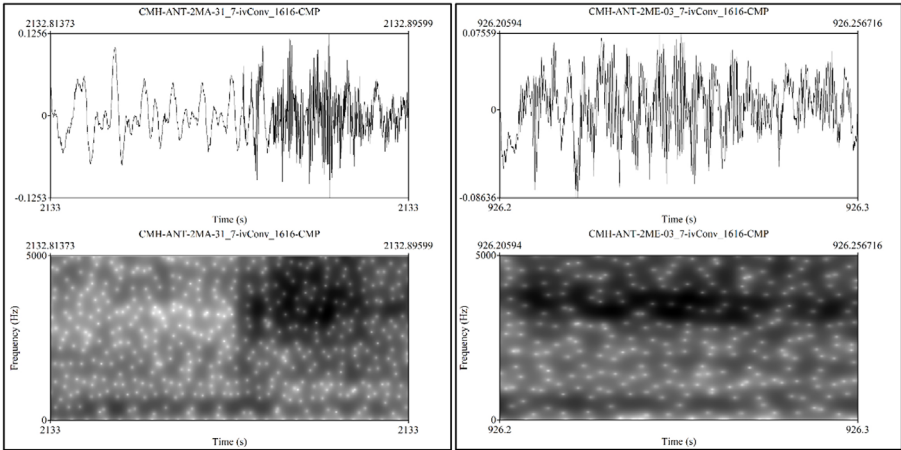 CMH-ANT-2MA-31_7-ivConv_1616-CMP
2132.81373 2132.89599
0.1256
0
-0.1253
2133 2133
Time (s)
CMH-ANT-2MA-31_7-ivConv_1616-CMP
2132.81373 2132.89599
5000
Frequency (Hz)
0
2133 2133
Time (s)
CMH-ANT-2ME-03_7-ivConv_1616-CMP
926.20594 926.256716
0.07559
0
-0.08636
926.2 926.3
Time (s)
CMH-ANT-2ME-03_7-ivConv_1616-CMP
926.20594 926.256716
5000
Frequency (Hz)
0
926.2 926.3
Time (s)